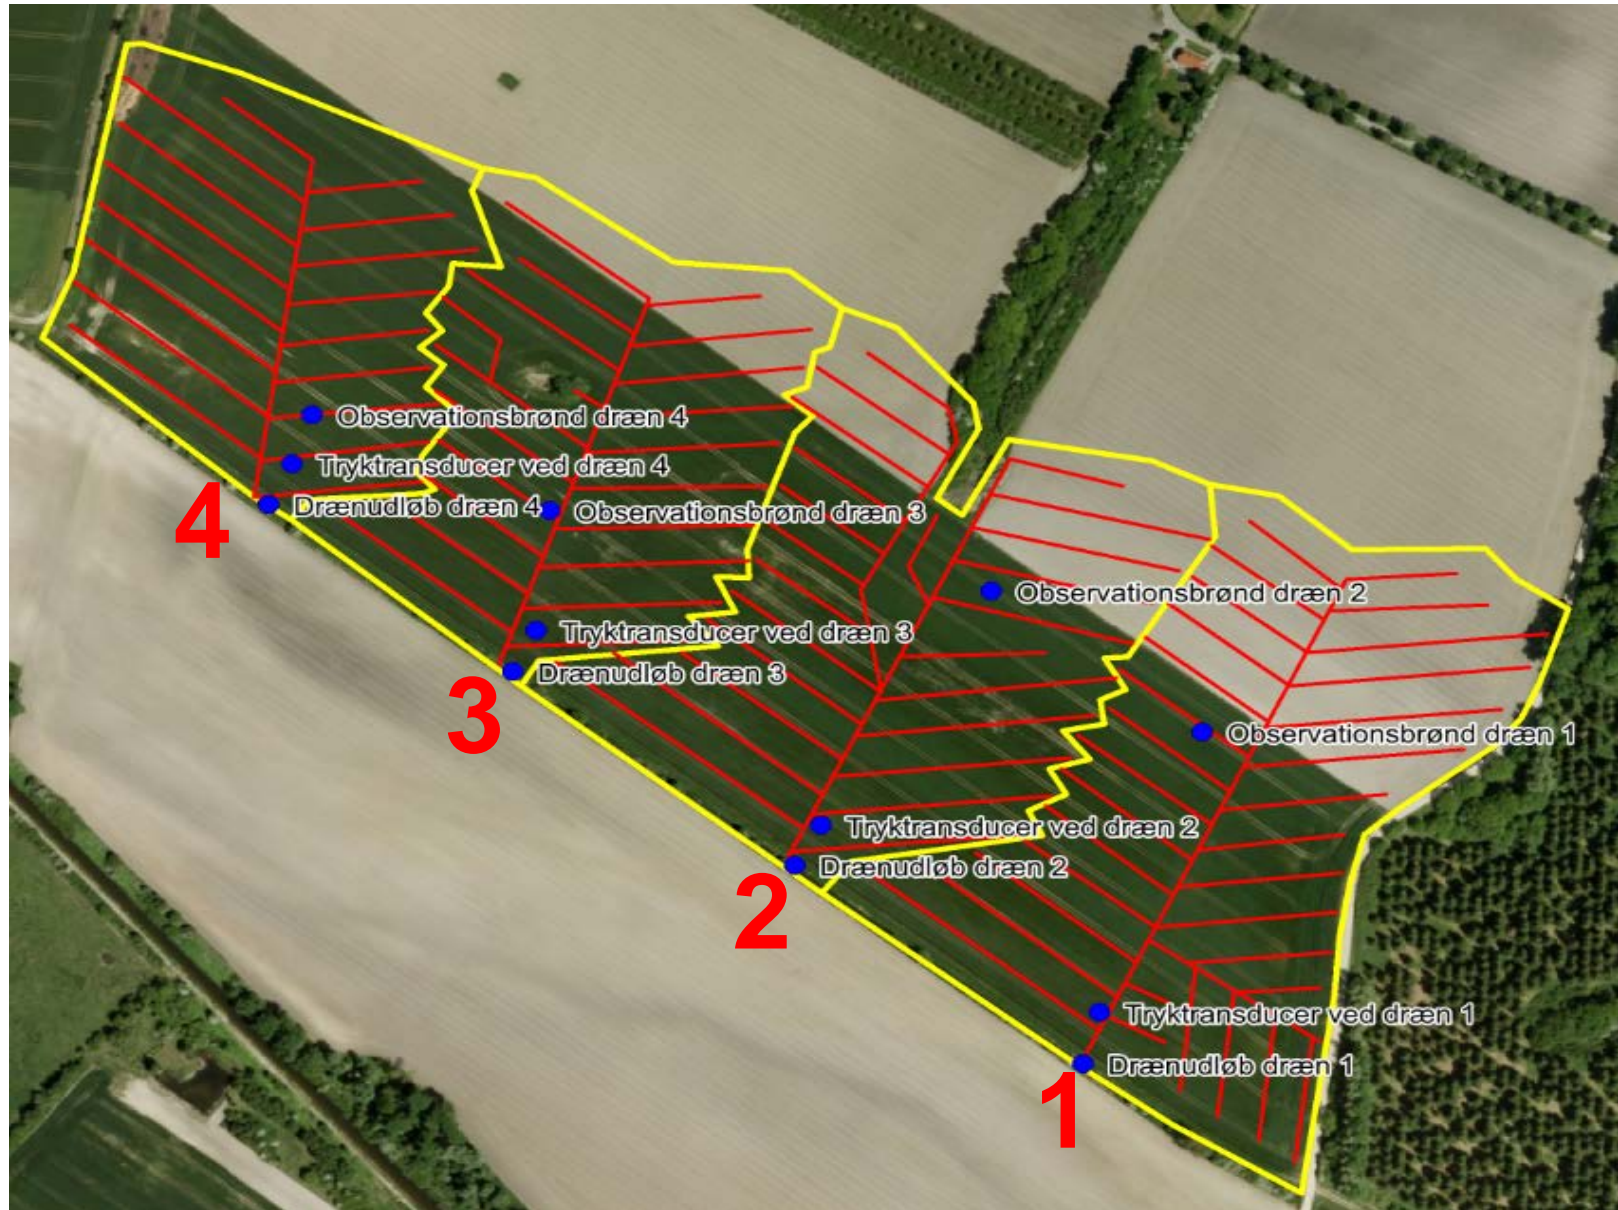 Observationsbrønd dræn 4
Tryktransducer ved dræn 4
Drænudløb dræn 4
4
Observationsbrønd dræn 3
Tryktransducer ved dræn 3
Drænudløb dræn 3
3
Observationsbrønd dræn 2
Tryktransducer ved dræn 2
Drænudløb dræn 2
2
Observationsbrønd dræn 1
Tryktransducer ved dræn 1
Drænudløb dræn 1
1